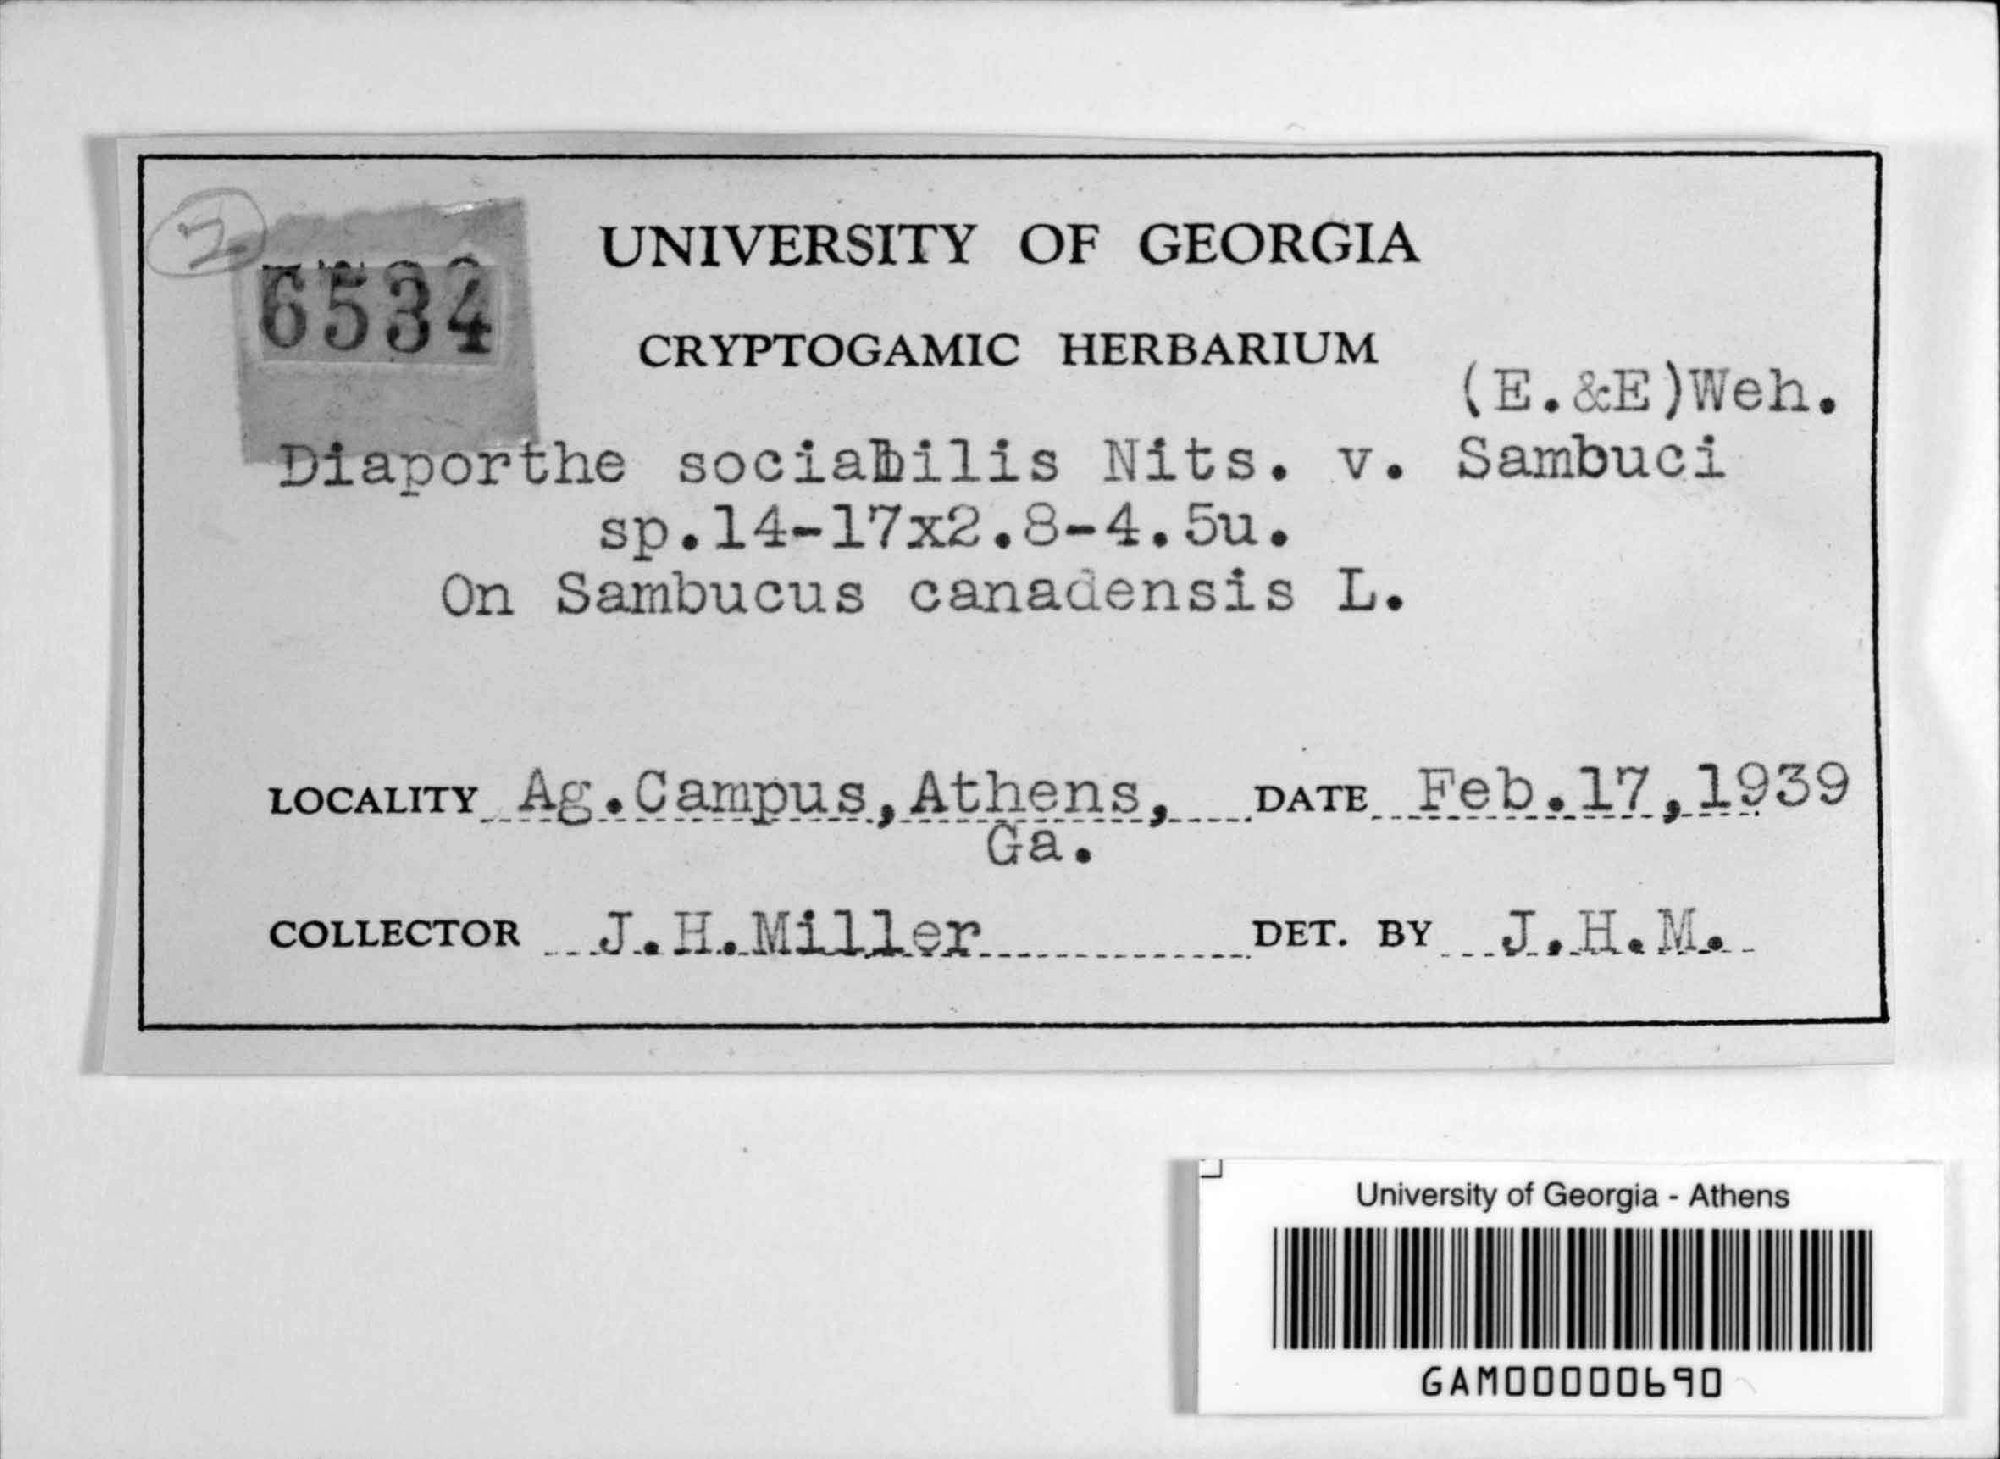 2
6534
UNIVERSITY OF GEORGIA
CRYPTOGAMIC HERBARIUM
(E.&E)Weh.
Diaporthe sociabilis Nits. v. Sambuci
sp.14-17x2.8-4.5u.
On Sambucus canadensis L.
LOCALITY Ag.Campus,Athens, DATE Feb.17,1939
Ga.
COLLECTOR J.H.Miller DET. BY J.H.M.
University of Georgia - Athens
GAM00000690